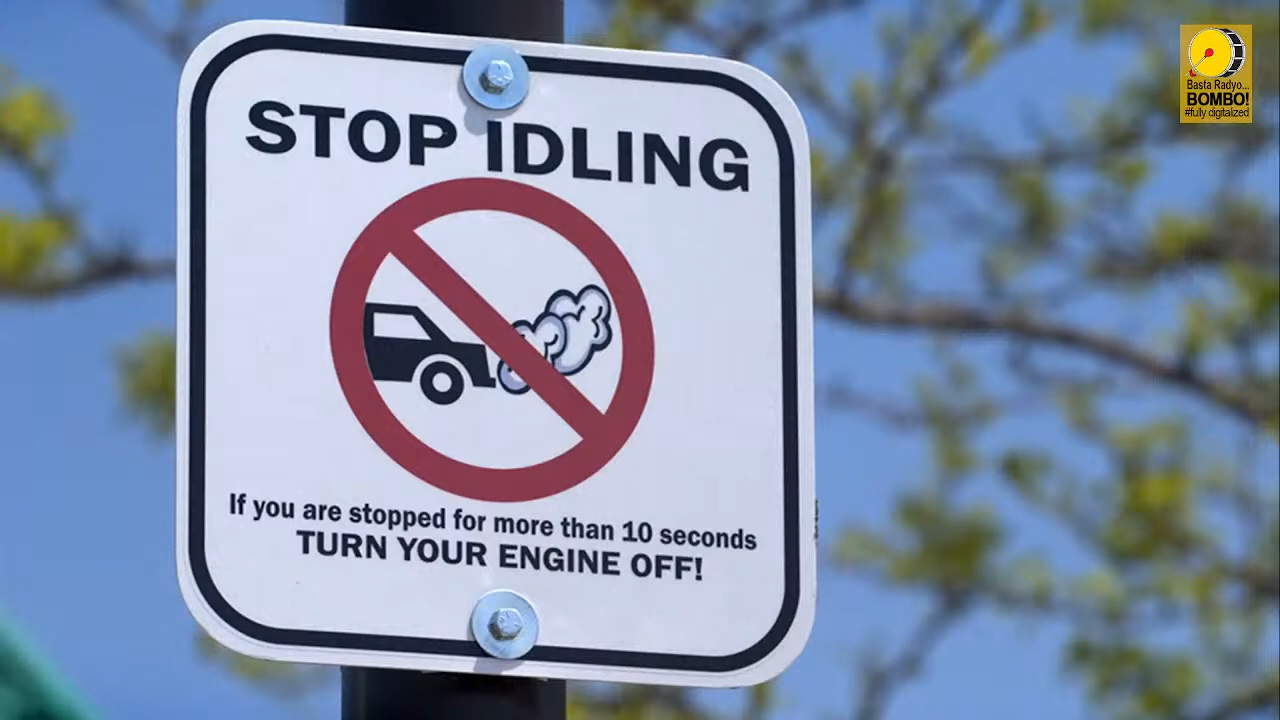 STOP IDLING
If you are stopped for more than 10 seconds
TURN YOUR ENGINE OFF!
Basta Radyo...
BOMBO!
#fully digitalized